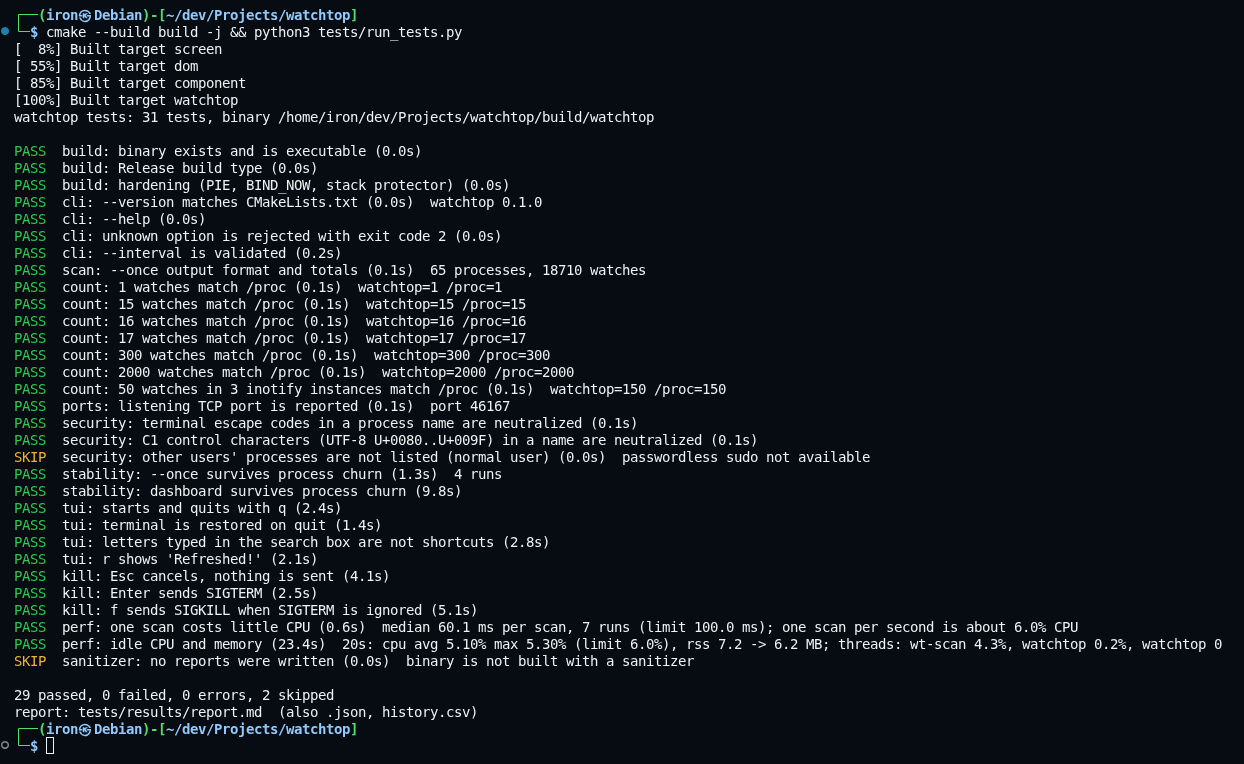 ┌──(iron㉿Debian)-[~/dev/Projects/watchtop]
└─$ cmake --build build -j && python3 tests/run_tests.py
[  8%] Built target screen
[ 55%] Built target dom
[ 85%] Built target component
[100%] Built target watchtop
watchtop tests: 31 tests, binary /home/iron/dev/Projects/watchtop/build/watchtop

PASS  build: binary exists and is executable (0.0s)
PASS  build: Release build type (0.0s)
PASS  build: hardening (PIE, BIND_NOW, stack protector) (0.0s)
PASS  cli: --version matches CMakeLists.txt (0.0s)  watchtop 0.1.0
PASS  cli: --help (0.0s)
PASS  cli: unknown option is rejected with exit code 2 (0.0s)
PASS  cli: --interval is validated (0.2s)
PASS  scan: --once output format and totals (0.1s)  65 processes, 18710 watches
PASS  count: 1 watches match /proc (0.1s)  watchtop=1 /proc=1
PASS  count: 15 watches match /proc (0.1s)  watchtop=15 /proc=15
PASS  count: 16 watches match /proc (0.1s)  watchtop=16 /proc=16
PASS  count: 17 watches match /proc (0.1s)  watchtop=17 /proc=17
PASS  count: 300 watches match /proc (0.1s)  watchtop=300 /proc=300
PASS  count: 2000 watches match /proc (0.1s)  watchtop=2000 /proc=2000
PASS  count: 50 watches in 3 inotify instances match /proc (0.1s)  watchtop=150 /proc=150
PASS  ports: listening TCP port is reported (0.1s)  port 46167
PASS  security: terminal escape codes in a process name are neutralized (0.1s)
PASS  security: C1 control characters (UTF-8 U+0080..U+009F) in a name are neutralized (0.1s)
SKIP  security: other users' processes are not listed (normal user) (0.0s)  passwordless sudo not available
PASS  stability: --once survives process churn (1.3s)  4 runs
PASS  stability: dashboard survives process churn (9.8s)
PASS  tui: starts and quits with q (2.4s)
PASS  tui: terminal is restored on quit (1.4s)
PASS  tui: letters typed in the search box are not shortcuts (2.8s)
PASS  tui: r shows 'Refreshed!' (2.1s)
PASS  kill: Esc cancels, nothing is sent (4.1s)
PASS  kill: Enter sends SIGTERM (2.5s)
PASS  kill: f sends SIGKILL when SIGTERM is ignored (5.1s)
PASS  perf: one scan costs little CPU (0.6s)  median 60.1 ms per scan, 7 runs (limit 100.0 ms); one scan per second is about 6.0% CPU
PASS  perf: idle CPU and memory (23.4s)  20s: cpu avg 5.10% max 5.30% (limit 6.0%), rss 7.2 -> 6.2 MB; threads: wt-scan 4.3%, watchtop 0.2%, watchtop 0
SKIP  sanitizer: no reports were written (0.0s)  binary is not built with a sanitizer

29 passed, 0 failed, 0 errors, 2 skipped
report: tests/results/report.md  (also .json, history.csv)
┌──(iron㉿Debian)-[~/dev/Projects/watchtop]
└─$